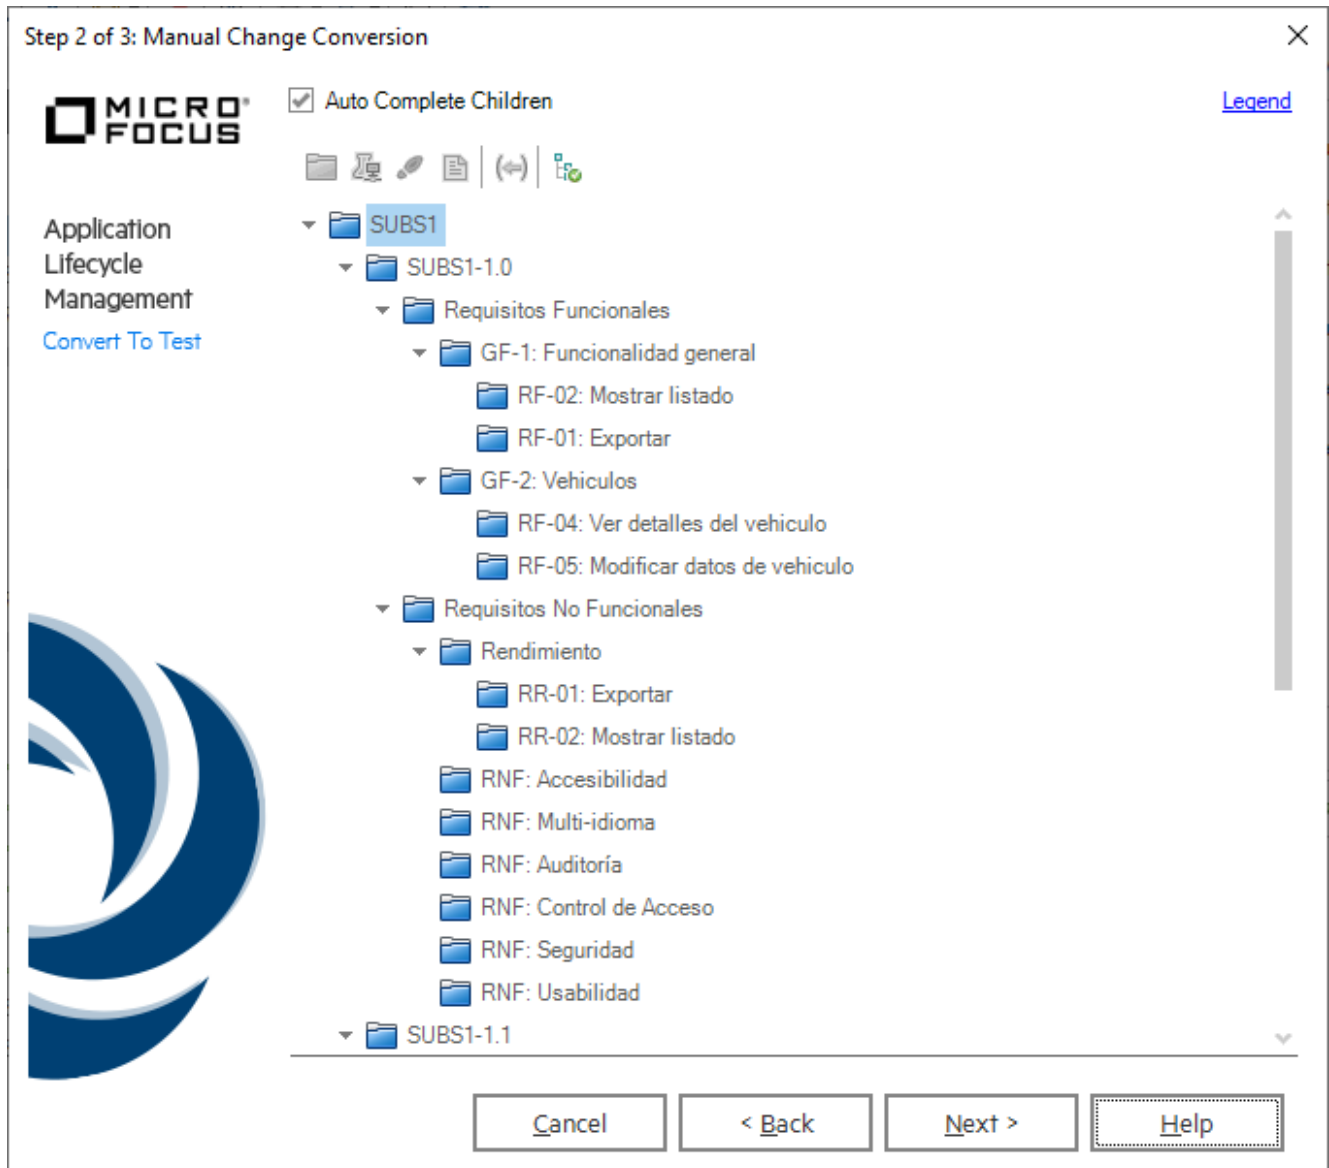 Step 2 of 3: Manual Change Conversion
MICRO
FOCUS
Auto Complete Children
Legend
Application
Lifecycle
Management
Convert To Test
SUBS1
SUBS1-1.0
Requisitos Funcionales
GF-1: Funcionalidad general
RF-02: Mostrar listado
RF-01: Exportar
GF-2: Vehiculos
RF-04: Ver detalles del vehiculo
RF-05: Modificar datos de vehiculo
Requisitos No Funcionales
Rendimiento
RR-01: Exportar
RR-02: Mostrar listado
RNF: Accesibilidad
RNF: Multi-idioma
RNF: Auditoría
RNF: Control de Acceso
RNF: Seguridad
RNF: Usabilidad
SUBS1-1.1
Cancel
< Back
Next >
Help